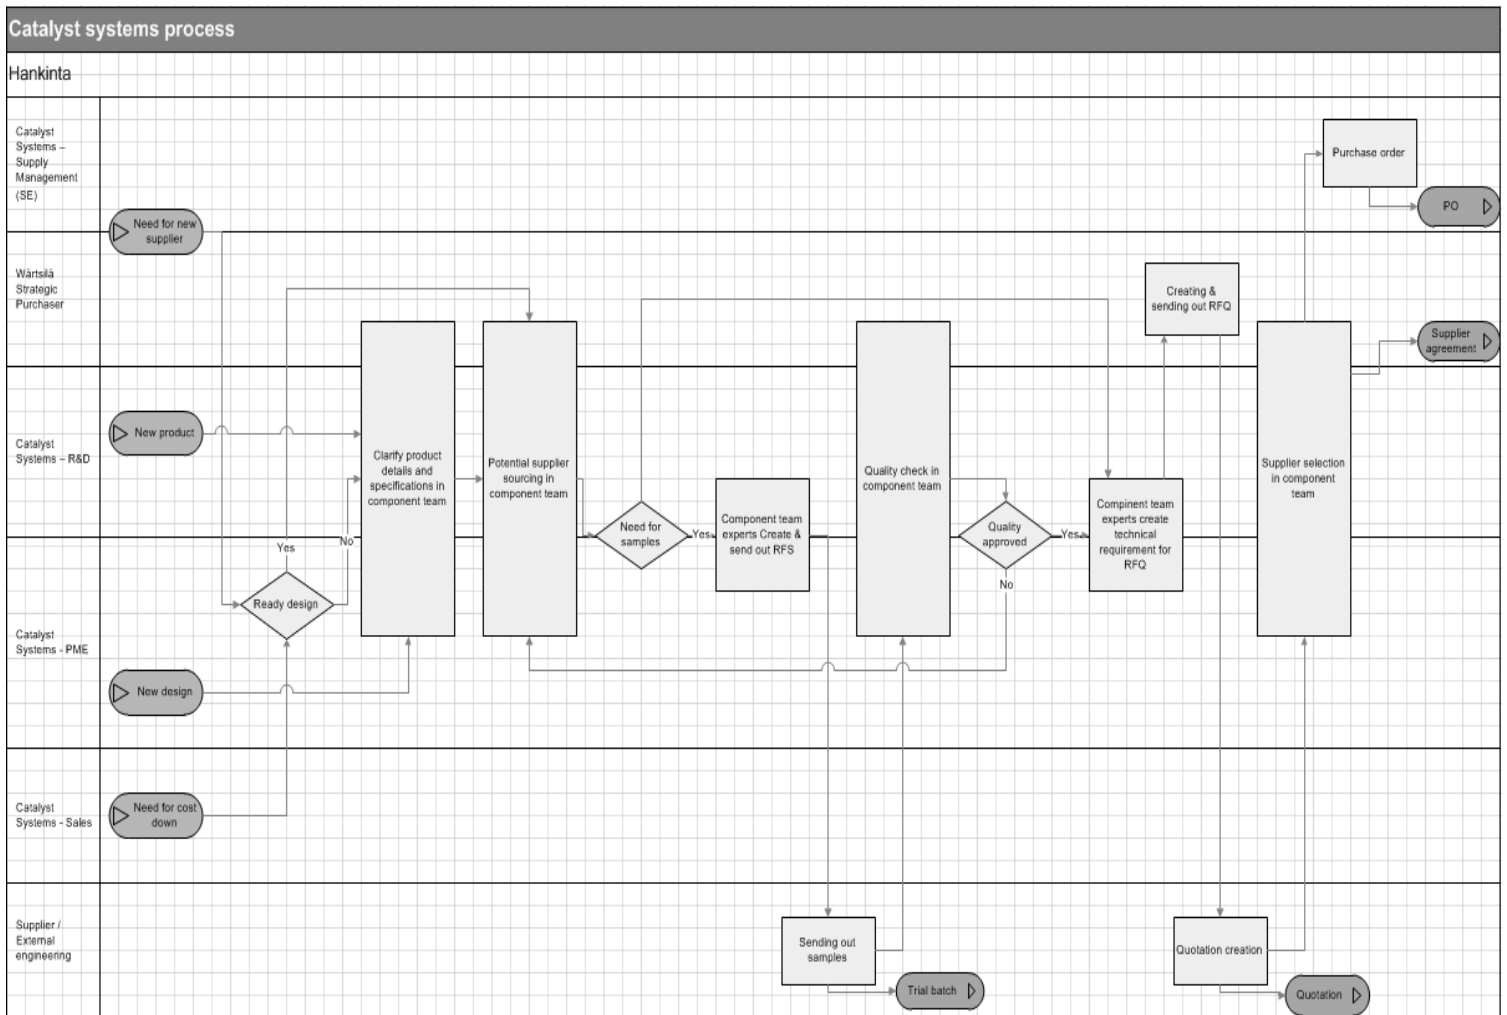 Catalyst systems process
Hankinta
Catalyst
Systems –
Supply
Management
(SE)
Purchase order
PO
Need for new
supplier
Wärtsilä
Strategic
Purchaser
Creating &
sending out RFQ
Supplier
agreement
Catalyst
Systems – R&D
New product
Clarify product
details and
specifications in
component team
Potential supplier
sourcing in
component team
Need for
samples
Yes
Component team
experts Create &
send out RFS
Quality check in
component team
Quality
approved
Yes
No
Compinent team
experts create
technical
requirement for
RFQ
Supplier selection
in component
team
Catalyst
Systems - PME
Yes
No
Ready design
New design
Catalyst
Systems - Sales
Need for cost
down
Supplier /
External
engineering
Sending out
samples
Trial batch
Quotation creation
Quotation